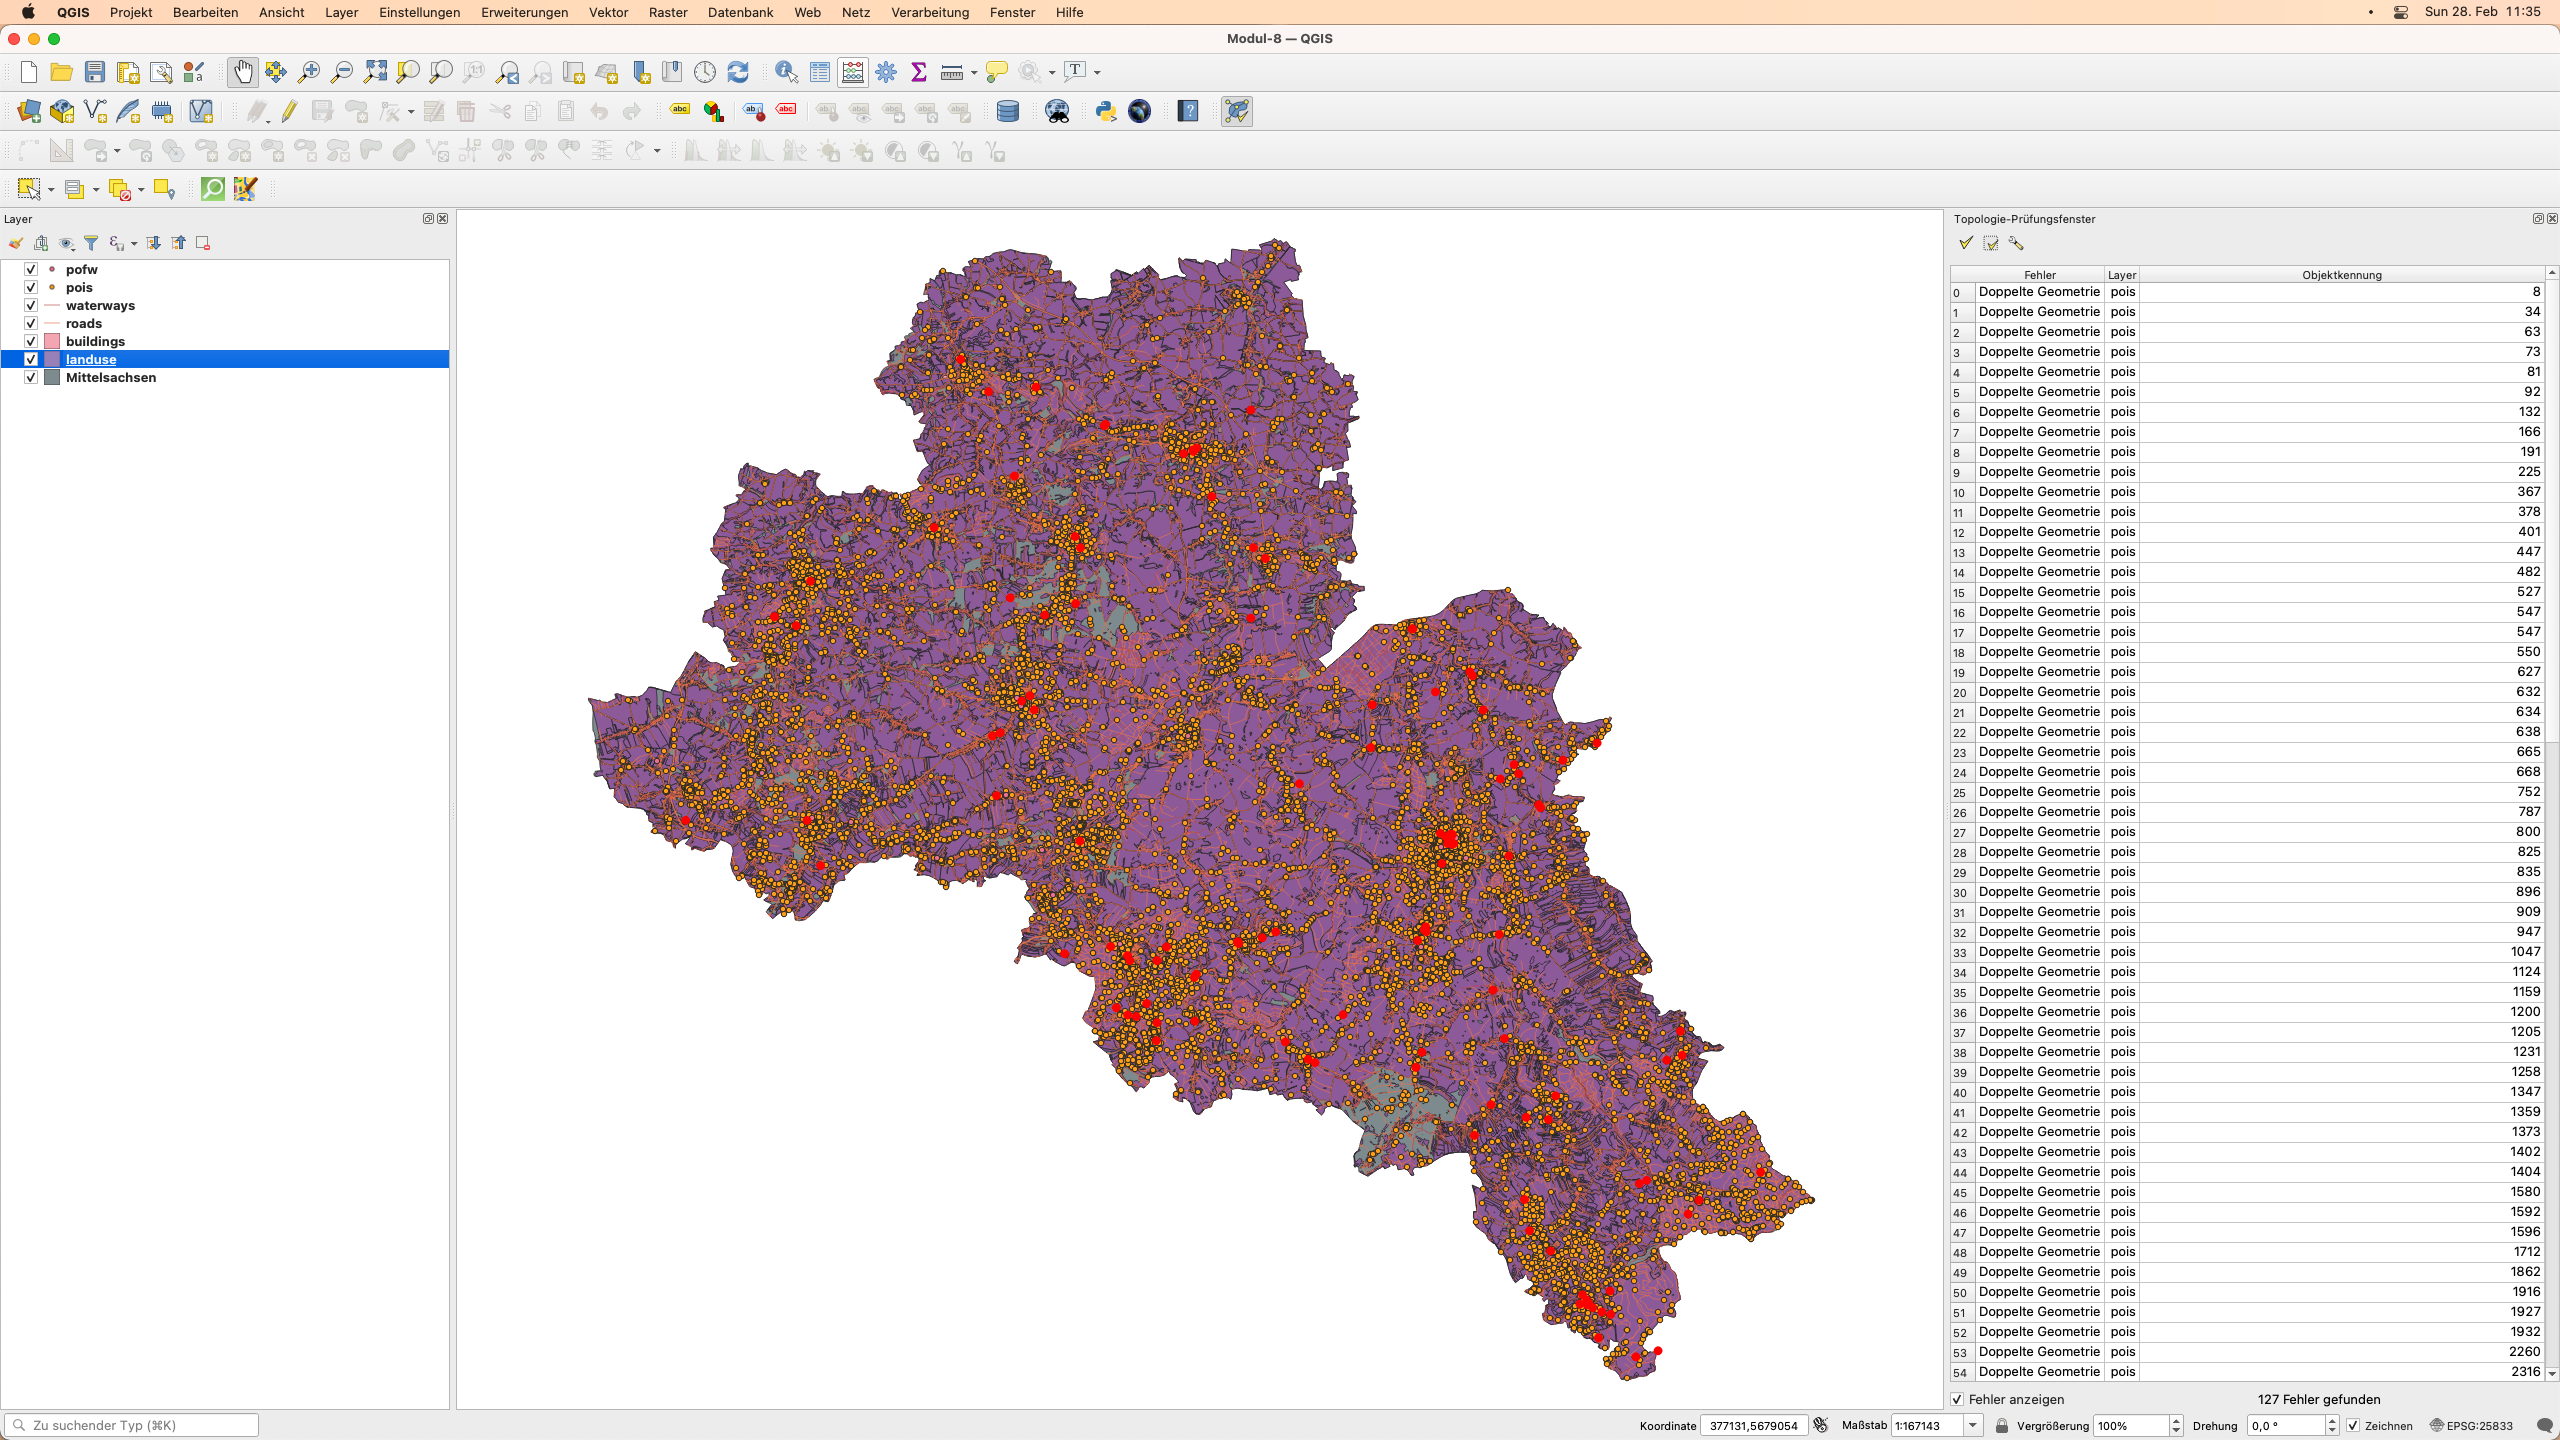 QGIS Projekt Bearbeiten Ansicht Layer Einstellungen Erweiterungen Vektor Raster Datenbank Web Netz Verarbeitung Fenster Hilfe Sun 28. Feb 11:35
Modul-8 — QGIS
Layer
pofw
pois
waterways
roads
buildings
landuse
Mittelsachsen
Topologie-Prüfungsfenster
Fehler Layer Objektkennung
0 Doppelte Geometrie pois 8
1 Doppelte Geometrie pois 34
2 Doppelte Geometrie pois 63
3 Doppelte Geometrie pois 73
4 Doppelte Geometrie pois 81
5 Doppelte Geometrie pois 92
6 Doppelte Geometrie pois 132
7 Doppelte Geometrie pois 166
8 Doppelte Geometrie pois 191
9 Doppelte Geometrie pois 225
10 Doppelte Geometrie pois 367
11 Doppelte Geometrie pois 378
12 Doppelte Geometrie pois 401
13 Doppelte Geometrie pois 447
14 Doppelte Geometrie pois 482
15 Doppelte Geometrie pois 527
16 Doppelte Geometrie pois 547
17 Doppelte Geometrie pois 547
18 Doppelte Geometrie pois 550
19 Doppelte Geometrie pois 627
20 Doppelte Geometrie pois 632
21 Doppelte Geometrie pois 634
22 Doppelte Geometrie pois 638
23 Doppelte Geometrie pois 665
24 Doppelte Geometrie pois 668
25 Doppelte Geometrie pois 752
26 Doppelte Geometrie pois 787
27 Doppelte Geometrie pois 800
28 Doppelte Geometrie pois 825
29 Doppelte Geometrie pois 835
30 Doppelte Geometrie pois 896
31 Doppelte Geometrie pois 909
32 Doppelte Geometrie pois 947
33 Doppelte Geometrie pois 1047
34 Doppelte Geometrie pois 1124
35 Doppelte Geometrie pois 1159
36 Doppelte Geometrie pois 1200
37 Doppelte Geometrie pois 1205
38 Doppelte Geometrie pois 1231
39 Doppelte Geometrie pois 1258
40 Doppelte Geometrie pois 1347
41 Doppelte Geometrie pois 1359
42 Doppelte Geometrie pois 1373
43 Doppelte Geometrie pois 1402
44 Doppelte Geometrie pois 1404
45 Doppelte Geometrie pois 1580
46 Doppelte Geometrie pois 1592
47 Doppelte Geometrie pois 1596
48 Doppelte Geometrie pois 1712
49 Doppelte Geometrie pois 1862
50 Doppelte Geometrie pois 1916
51 Doppelte Geometrie pois 1927
52 Doppelte Geometrie pois 1932
53 Doppelte Geometrie pois 2260
54 Doppelte Geometrie pois 2316
Fehler anzeigen 127 Fehler gefunden
Zu suchender Typ (⌘K) Koordinate 377131,5679054 Maßstab 1:167143 Vergrößerung 100% Drehung 0,0 ° Zeichnen EPSG:25833